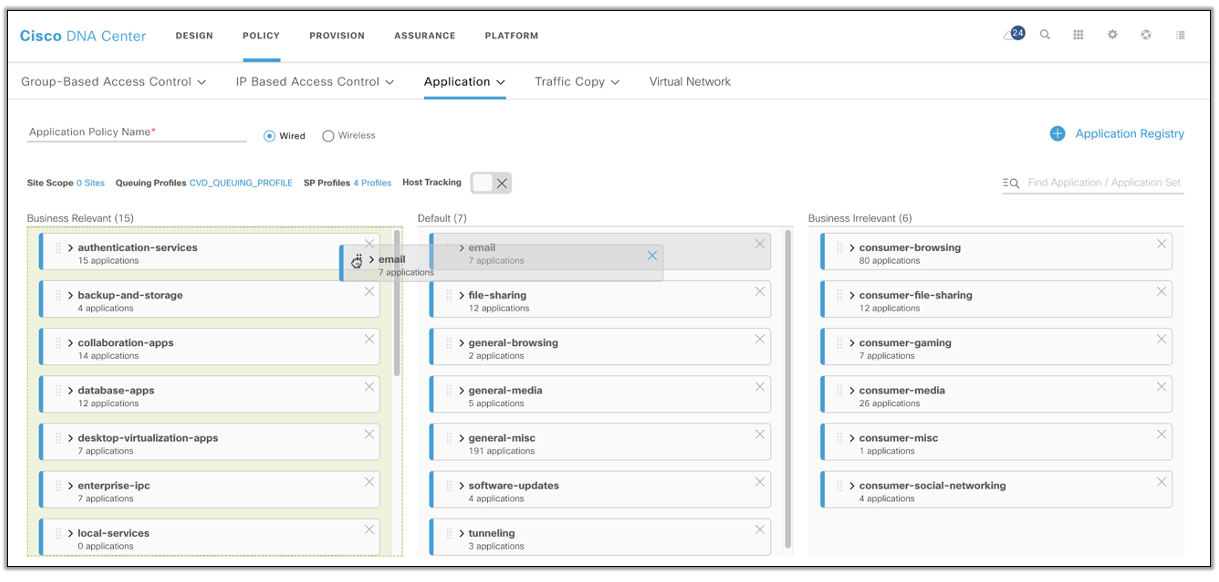 Cisco DNA Center DESIGN POLICY PROVISION ASSURANCE PLATFORM 24
Group-Based Access Control IP Based Access Control Application Traffic Copy Virtual Network
Application Policy Name* Wired Wireless Application Registry
Site Scope 0 Sites Queuing Profiles CVD_QUEUING_PROFILE SP Profiles 4 Profiles Host Tracking Find Application / Application Set
Business Relevant (15)
authentication-services
15 applications
backup-and-storage
4 applications
collaboration-apps
14 applications
database-apps
12 applications
desktop-virtualization-apps
7 applications
enterprise-ipc
7 applications
local-services
0 applications
email
7 applications
Default (7)
email
7 applications
file-sharing
12 applications
general-browsing
2 applications
general-media
5 applications
general-misc
191 applications
software-updates
4 applications
tunneling
3 applications
Business Irrelevant (6)
consumer-browsing
80 applications
consumer-file-sharing
12 applications
consumer-gaming
7 applications
consumer-media
26 applications
consumer-misc
1 applications
consumer-social-networking
4 applications